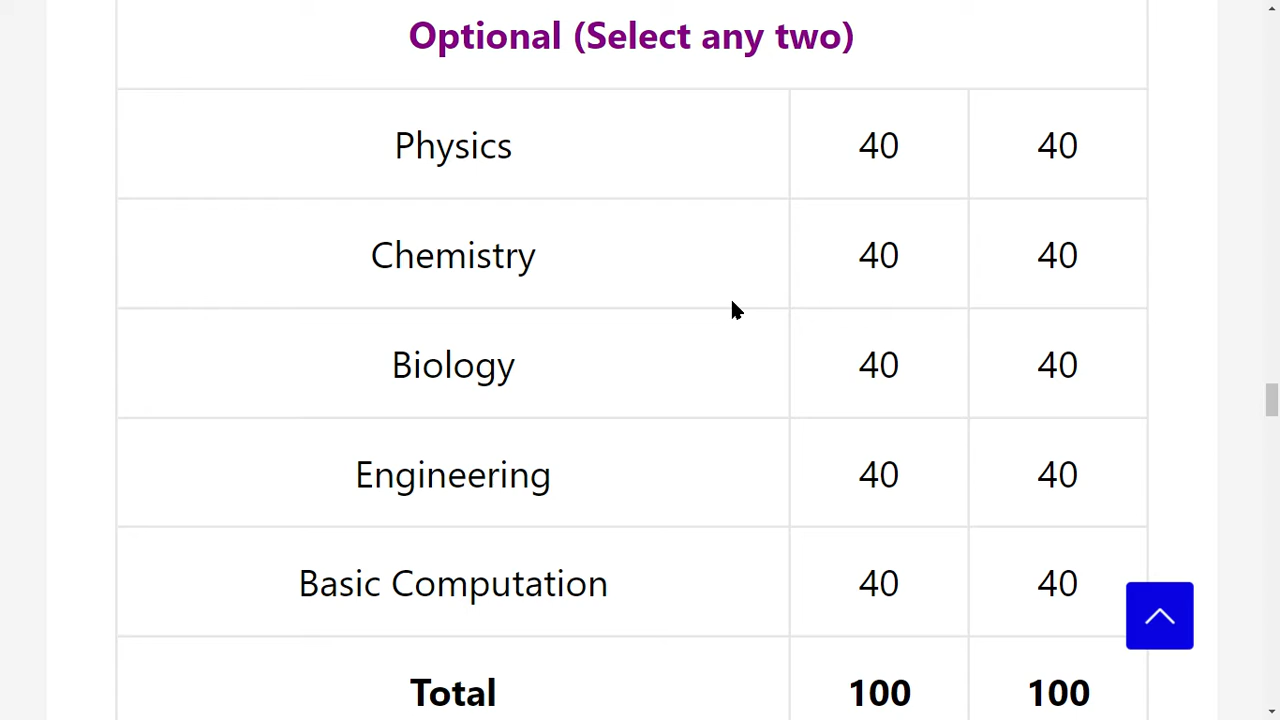 Optional (Select any two)
Physics 40 40
Chemistry 40 40
Biology 40 40
Engineering 40 40
Basic Computation 40 40
Total 100 100